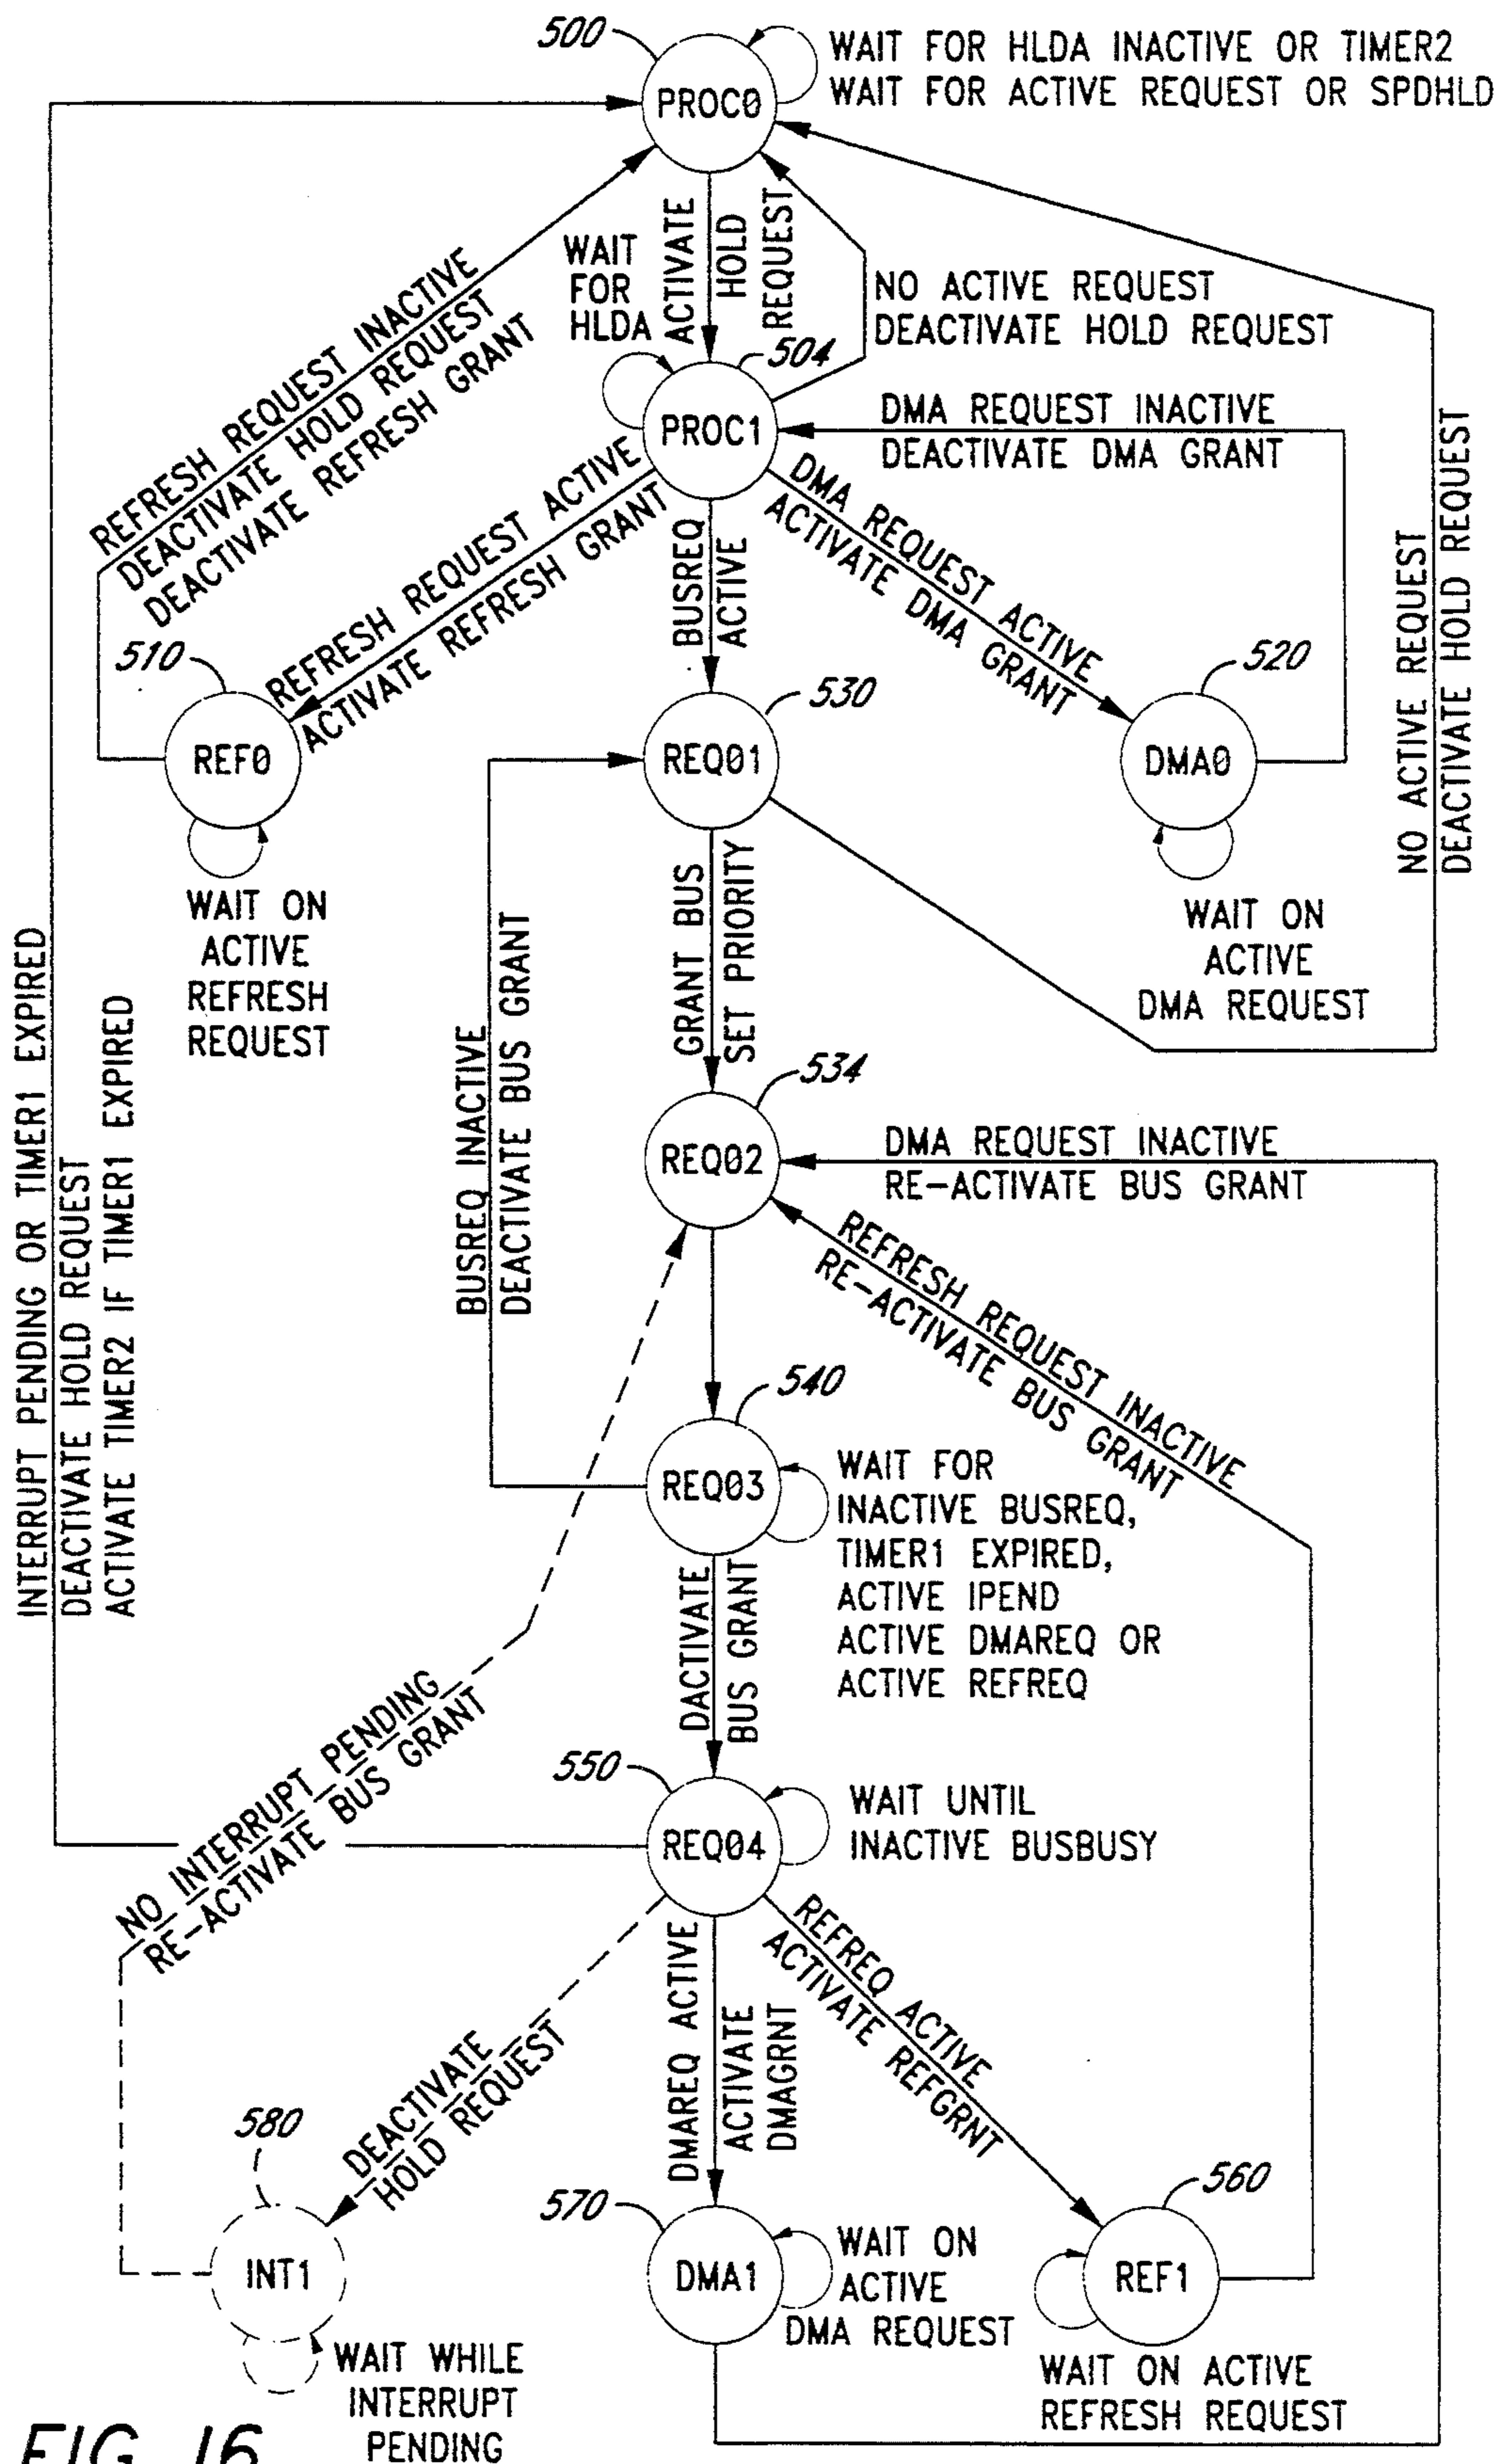 500
WAIT FOR HLDA INACTIVE OR TIMER2
WAIT FOR ACTIVE REQUEST OR SPDHLD
PROC0
ACTIVATE
HOLD
REQUEST
WAIT
FOR
HLDA
504
NO ACTIVE REQUEST
DEACTIVATE HOLD REQUEST
REFRESH REQUEST INACTIVE
DEACTIVATE HOLD REQUEST
DEACTIVATE REFRESH GRANT
PROC1
DMA REQUEST INACTIVE
DEACTIVATE DMA GRANT
REFRESH REQUEST ACTIVE
ACTIVATE REFRESH GRANT
BUSREQ
ACTIVE
DMA REQUEST ACTIVE
ACTIVATE DMA GRANT
NO ACTIVE REQUEST
DEACTIVATE HOLD REQUEST
510
530
520
REF0
REQ01
DMA0
WAIT ON
ACTIVE
REFRESH
REQUEST
GRANT BUS
SET PRIORITY
WAIT ON
ACTIVE
DMA REQUEST
INTERRUPT PENDING OR TIMER1 EXPIRED
DEACTIVATE HOLD REQUEST
ACTIVATE TIMER2 IF TIMER1 EXPIRED
BUSREQ INACTIVE
DEACTIVATE BUS GRANT
534
REQ02
DMA REQUEST INACTIVE
RE-ACTIVATE BUS GRANT
REFRESH REQUEST INACTIVE
RE-ACTIVATE BUS GRANT
540
REQ03
WAIT FOR
INACTIVE BUSREQ,
TIMER1 EXPIRED,
ACTIVE IPEND
ACTIVE DMAREQ OR
ACTIVE REFREQ
DACTIVATE
BUS GRANT
NO INTERRUPT PENDING
RE-ACTIVATE BUS GRANT
550
REQ04
WAIT UNTIL
INACTIVE BUSBUSY
DEACTIVATE
HOLD REQUEST
DMAREQ ACTIVE
ACTIVATE
DMAGRNT
REFREQ ACTIVE
ACTIVATE REFGRNT
580
570
560
INT1
DMA1
REF1
WAIT ON
ACTIVE
DMA REQUEST
WAIT WHILE
INTERRUPT
PENDING
WAIT ON ACTIVE
REFRESH REQUEST
FIG. 16